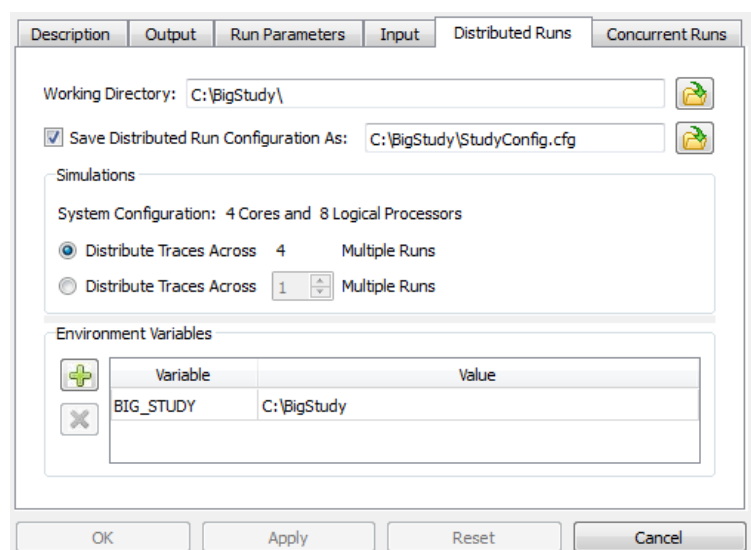 Description Output Run Parameters Input Distributed Runs Concurrent Runs
Working Directory: C:\BigStudy\
Save Distributed Run Configuration As: C:\BigStudy\StudyConfig.cfg
Simulations
System Configuration: 4 Cores and 8 Logical Processors
Distribute Traces Across 4 Multiple Runs
Distribute Traces Across 1 Multiple Runs
Environment Variables
Variable Value
BIG_STUDY C:\BigStudy
OK Apply Reset Cancel